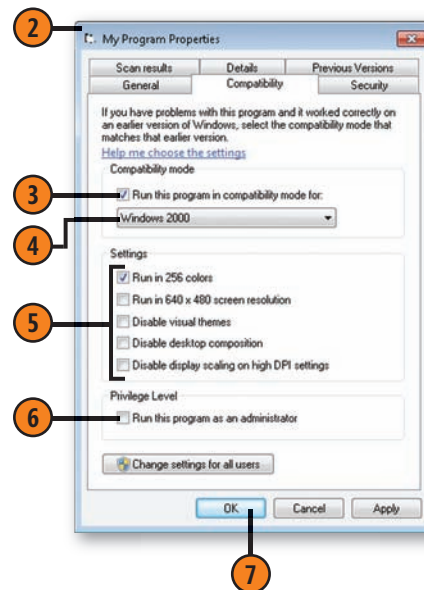 2
My Program Properties
Scan results Details Previous Versions
General Compatibility Security
If you have problems with this program and it worked correctly on
an earlier version of Windows, select the compatibility mode that
matches that earlier version.
Help me choose the settings
Compatibility mode
3
Run this program in compatibility mode for:
4
Windows 2000
Settings
Run in 256 colors
Run in 640 x 480 screen resolution
5
Disable visual themes
Disable desktop composition
Disable display scaling on high DPI settings
Privilege Level
6
Run this program as an administrator
Change settings for all users
OK Cancel Apply
7